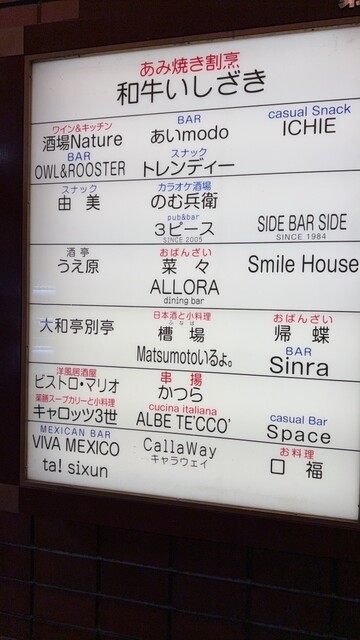 あみ焼き割烹
和牛いしざき
ワイン&キッチン
酒場Nature
BAR
あいmodo
casual Snack
ICHIE
BAR
OWL&ROOSTER
スナック
トレンディー
スナック
由 美
カラオケ酒場
のむ兵衛
pub&bar
3ピース
SINCE 2005
SIDE BAR SIDE
SINCE.1984
酒亭
うえ原
おばんざい
菜 々
Smile House
ALLORA
dining bar
大和亭別亭
日本酒と小料理
ふなば
槽 場
おばんざい
帰 蝶
Matsumotoいるよ。
BAR
Sinra
洋風居酒屋
ビストロ・マリオ
串 揚
かつら
薬膳スープカリーと小料理
キャロッツ3世
cucina italiana
ALBE TE'CCO'
casual Bar
Space
MEXICAN BAR
VIVA MEXICO
CallaWay
キャラウェイ
お料理
口 福
ta! sixun